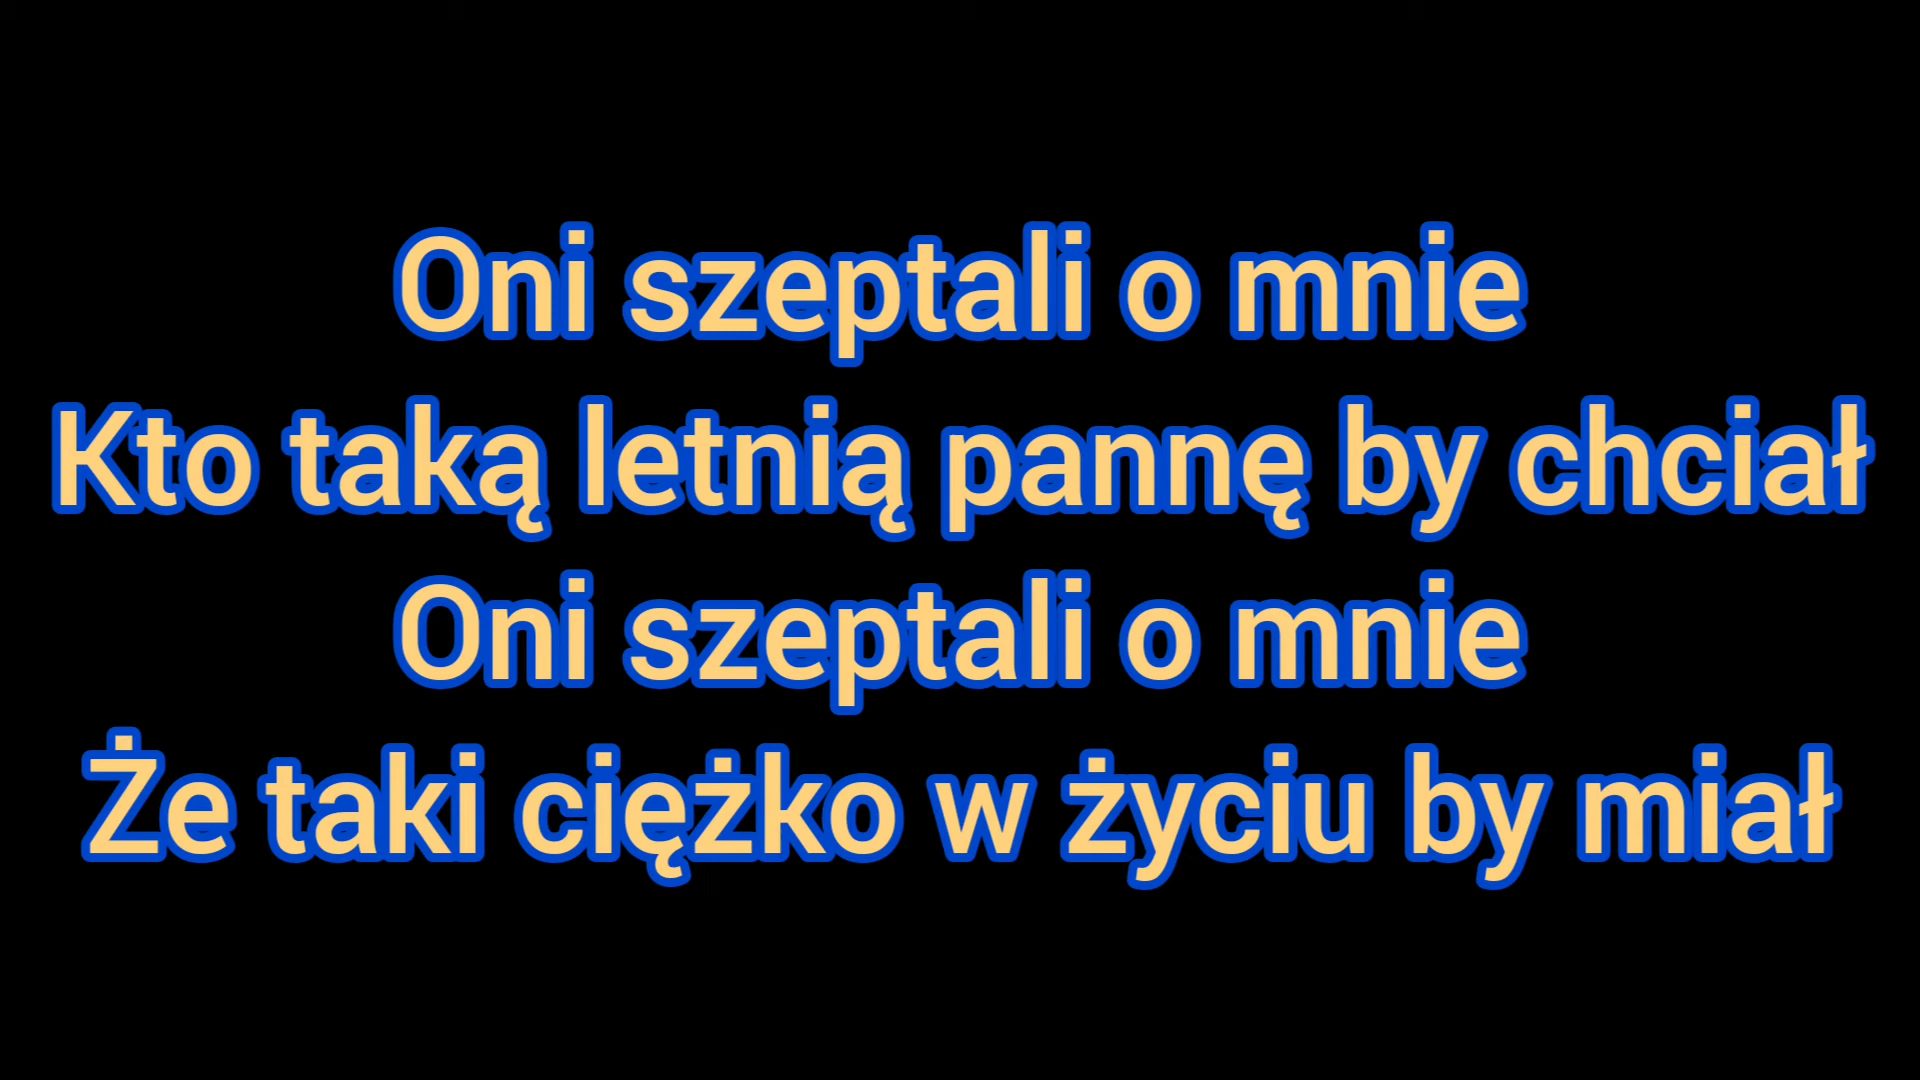 Oni szeptali o mnie
Kto taką letnią pannę by chciał
Oni szeptali o mnie
Że taki ciężko w życiu by miał